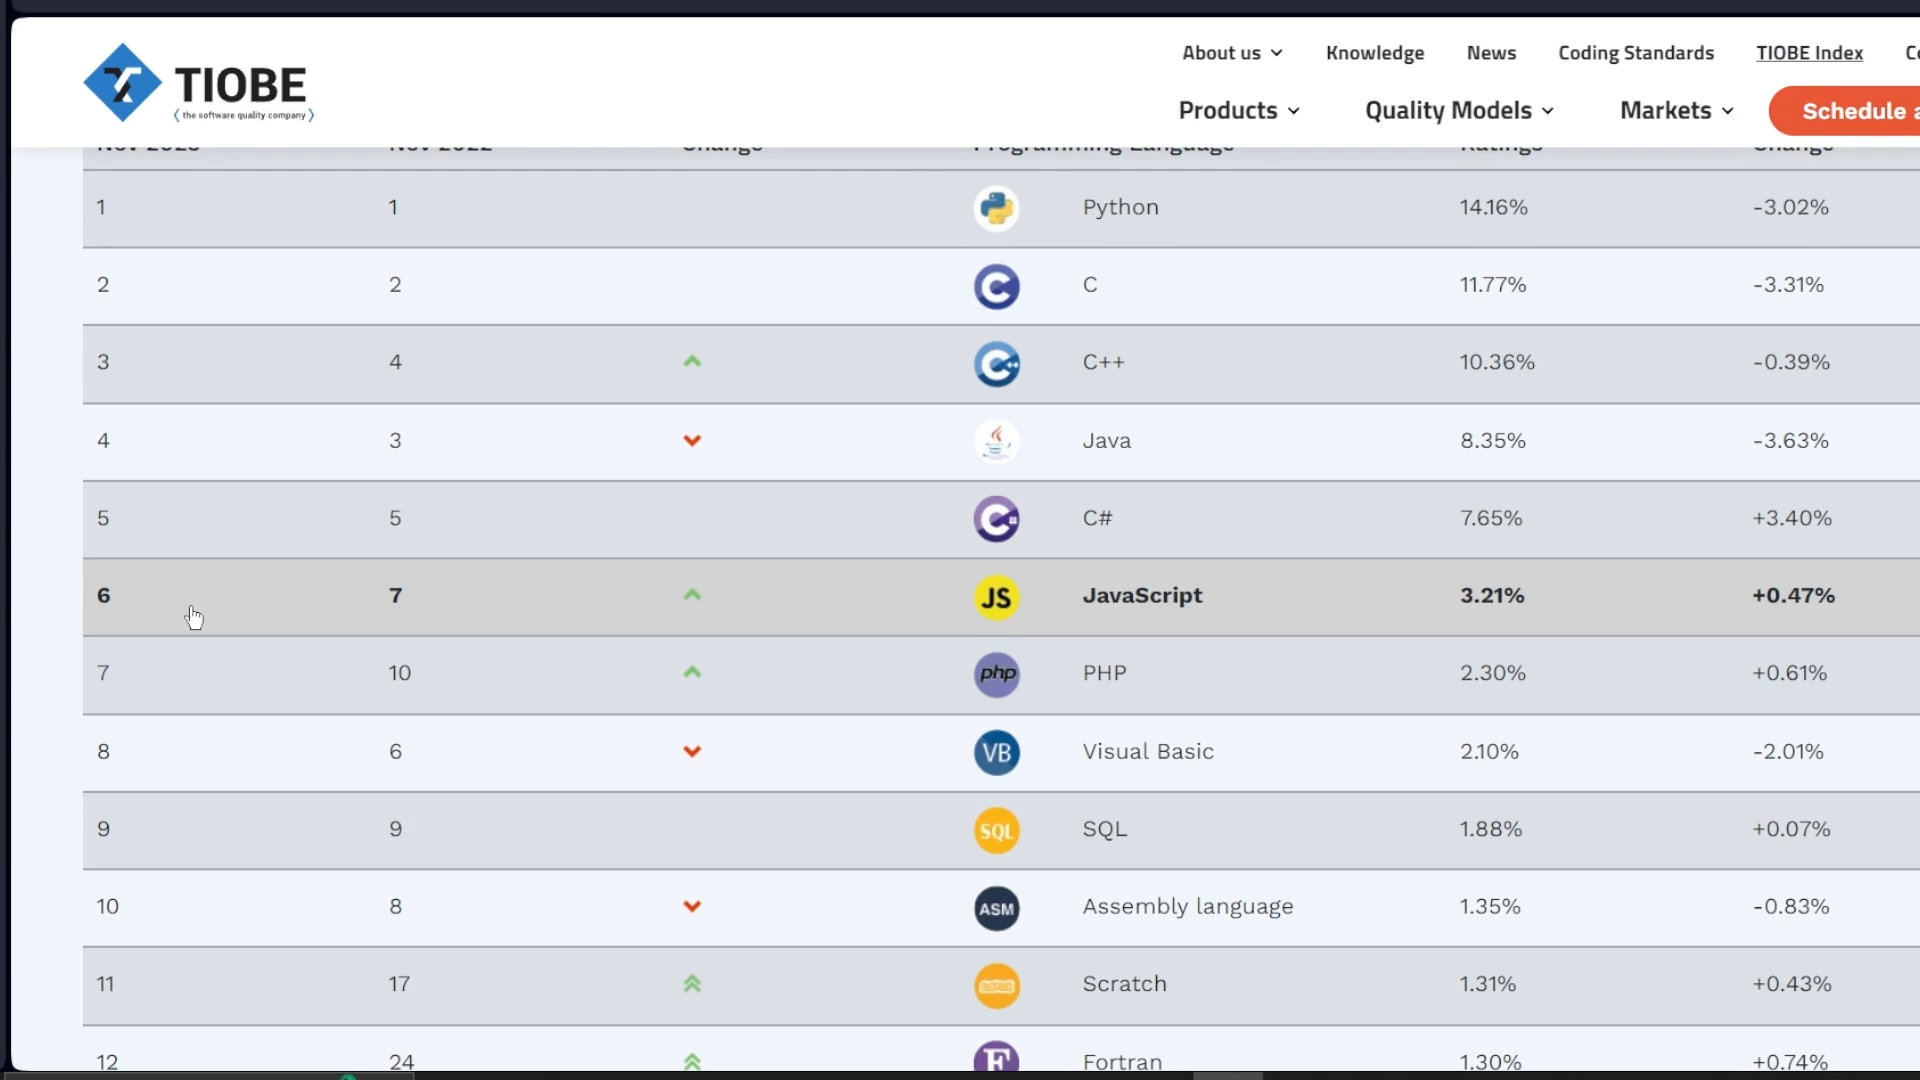 About us Knowledge News Coding Standards TIOBE Index
TIOBE
⟨ the software quality company ⟩
Products Quality Models Markets Schedule
Nov 2023 Nov 2022 Change Programming Language Ratings Change
1 1 Python 14.16% -3.02%
2 2 C 11.77% -3.31%
3 4 C++ 10.36% -0.39%
4 3 Java 8.35% -3.63%
5 5 C# 7.65% +3.40%
6 7 JS JavaScript 3.21% +0.47%
7 10 php PHP 2.30% +0.61%
8 6 VB Visual Basic 2.10% -2.01%
9 9 SQL SQL 1.88% +0.07%
10 8 ASM Assembly language 1.35% -0.83%
11 17 Scratch 1.31% +0.43%
12 24 F Fortran 1.30% +0.74%